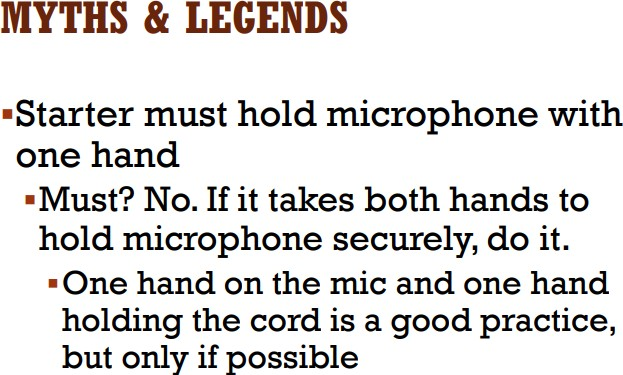 MYTHS & LEGENDS
▪Starter must hold microphone with
one hand
▪Must? No. If it takes both hands to
hold microphone securely, do it.
▪One hand on the mic and one hand
holding the cord is a good practice,
but only if possible